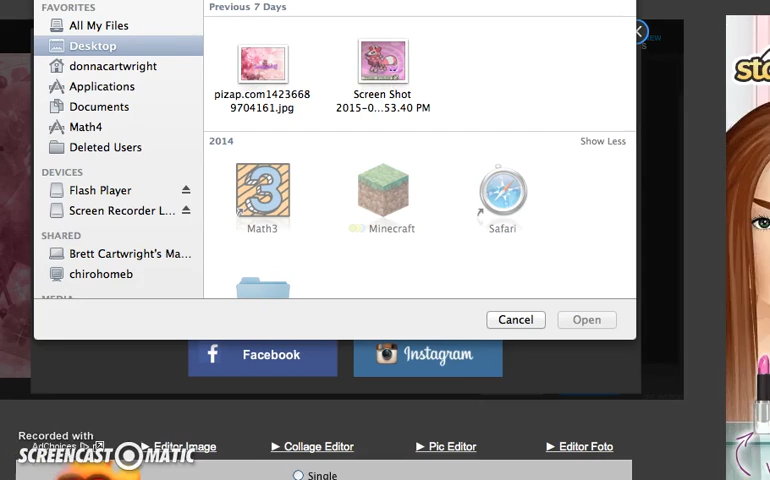 FAVORITES
All My Files
Desktop
donnacartwright
Applications
Documents
Math4
Deleted Users
DEVICES
Flash Player
Screen Recorder L...
SHARED
Brett Cartwright's Ma...
chirohomeb
Previous 7 Days
pizap.com1423668
9704161.jpg
Screen Shot
2015-0...53.40 PM
2014
Show Less
Math3
Minecraft
Safari
Cancel
Open
Facebook
Instagram
Recorded with
AdChoices
SCREENCAST-O-MATIC
Editor Image
Collage Editor
Pic Editor
Editor Foto
Single